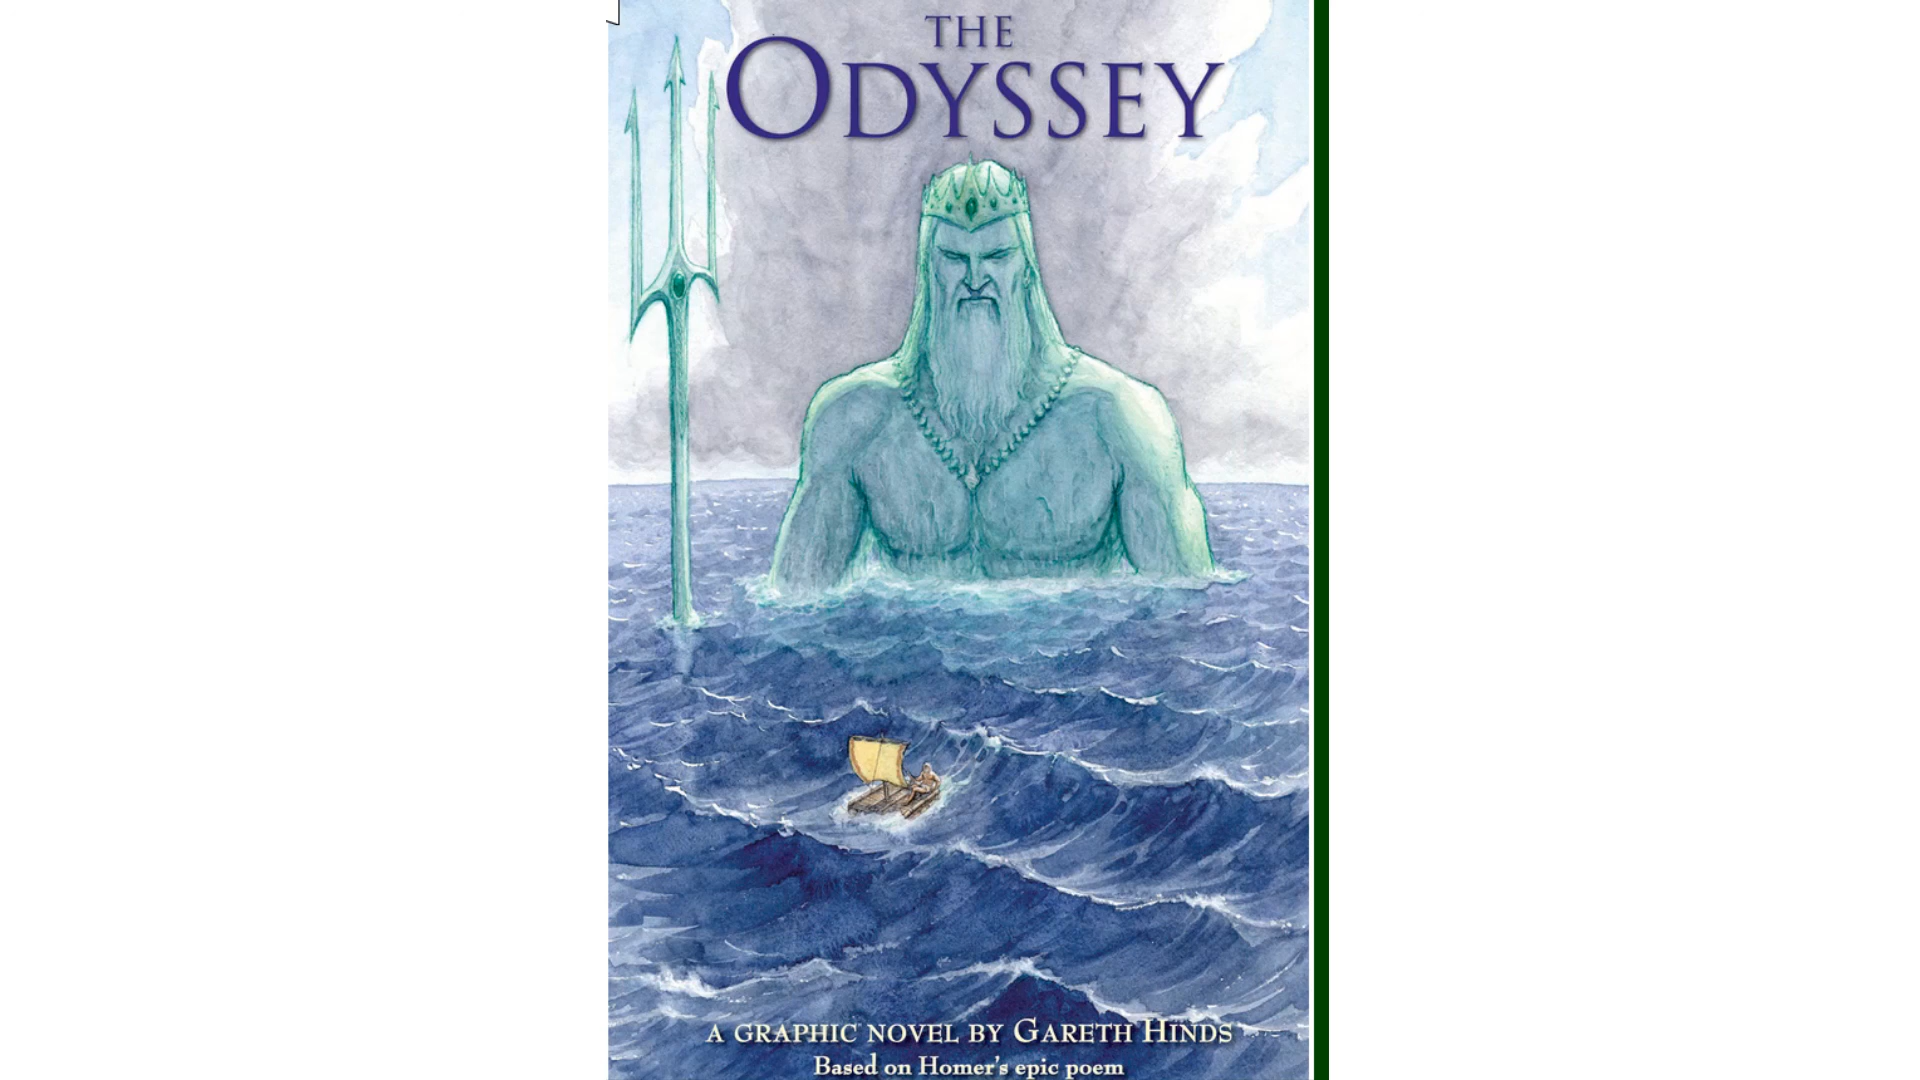 THE
ODYSSEY
A GRAPHIC NOVEL BY GARETH HINDS
Based on Homer's epic poem